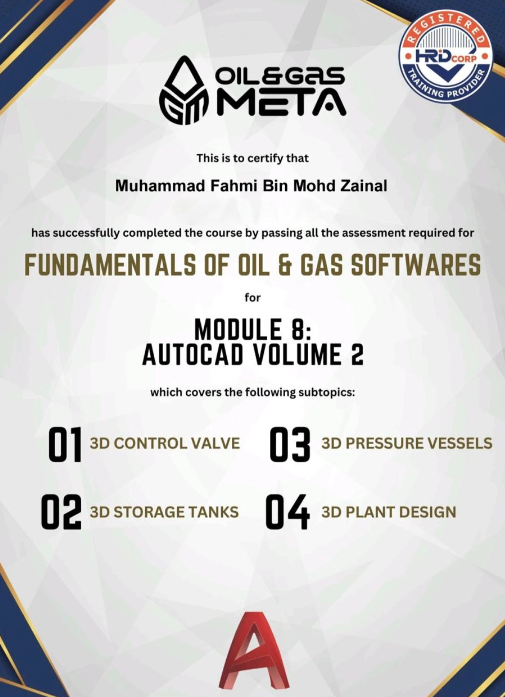 REGISTERED
HRD CORP
TRAINING PROVIDER
OIL&GAS
META
This is to certify that
Muhammad Fahmi Bin Mohd Zainal
has successfully completed the course by passing all the assessment required for
FUNDAMENTALS OF OIL & GAS SOFTWARES
for
MODULE 8:
AUTOCAD VOLUME 2
which covers the following subtopics:
01 3D CONTROL VALVE
03 3D PRESSURE VESSELS
02 3D STORAGE TANKS
04 3D PLANT DESIGN